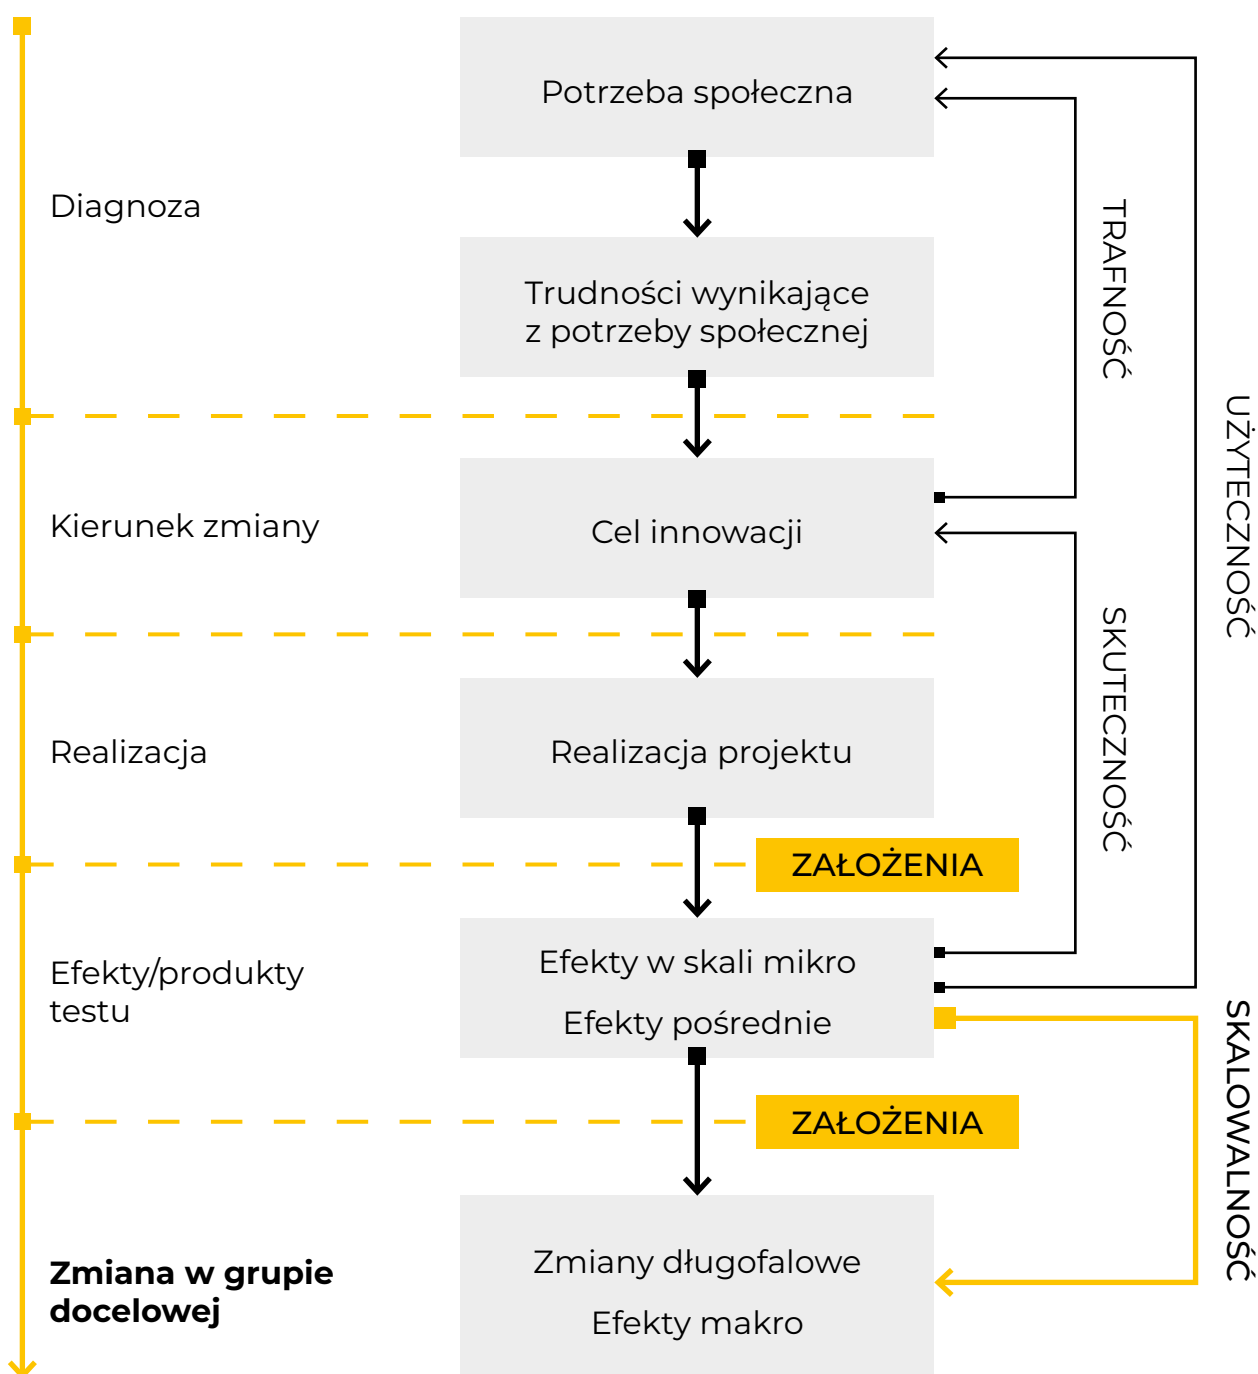 Potrzeba społeczna
Diagnoza
Trudności wynikające
z potrzeby społecznej
TRAFNOŚĆ
UŻYTECZNOŚĆ
Kierunek zmiany
Cel innowacji
SKUTECZNOŚĆ
Realizacja
Realizacja projektu
ZAŁOŻENIA
Efekty/produkty
testu
Efekty w skali mikro
Efekty pośrednie
ZAŁOŻENIA
SKALOWALNOŚĆ
Zmiana w grupie
docelowej
Zmiany długofalowe
Efekty makro